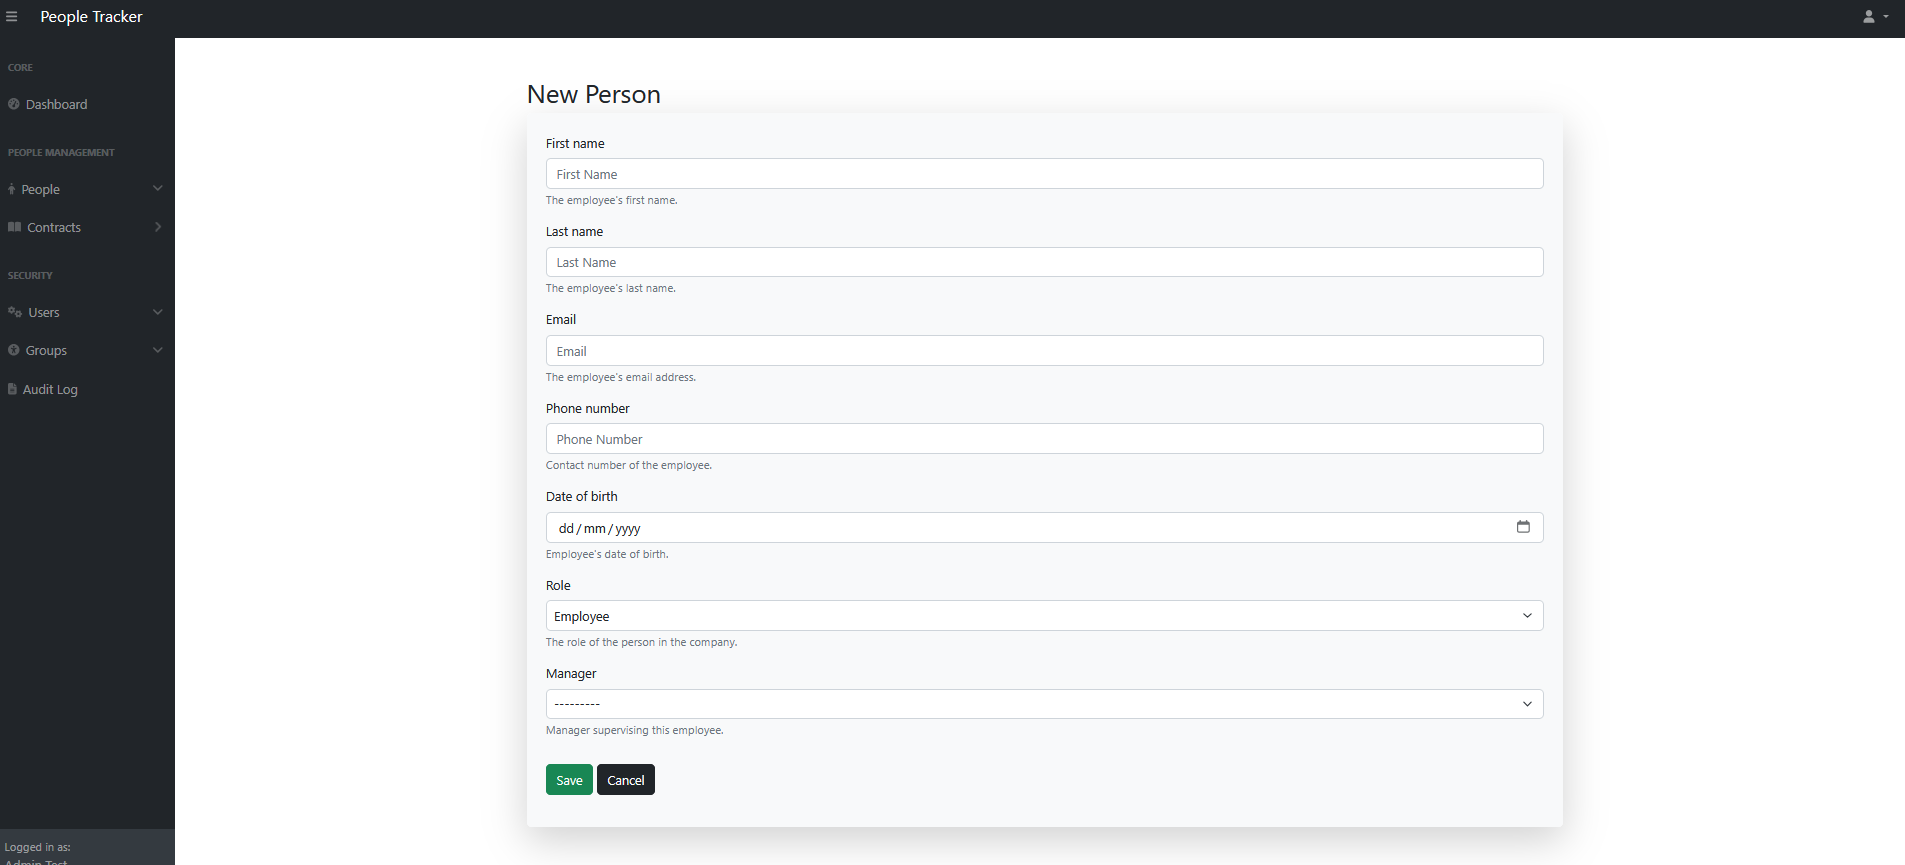 People Tracker
CORE
Dashboard
PEOPLE MANAGEMENT
People
Contracts
SECURITY
Users
Groups
Audit Log
Logged in as:
Admin Test
New Person
First name
First Name
The employee's first name.
Last name
Last Name
The employee's last name.
Email
Email
The employee's email address.
Phone number
Phone Number
Contact number of the employee.
Date of birth
dd/mm/yyyy
Employee's date of birth.
Role
Employee
The role of the person in the company.
Manager
---------
Manager supervising this employee.
Save Cancel